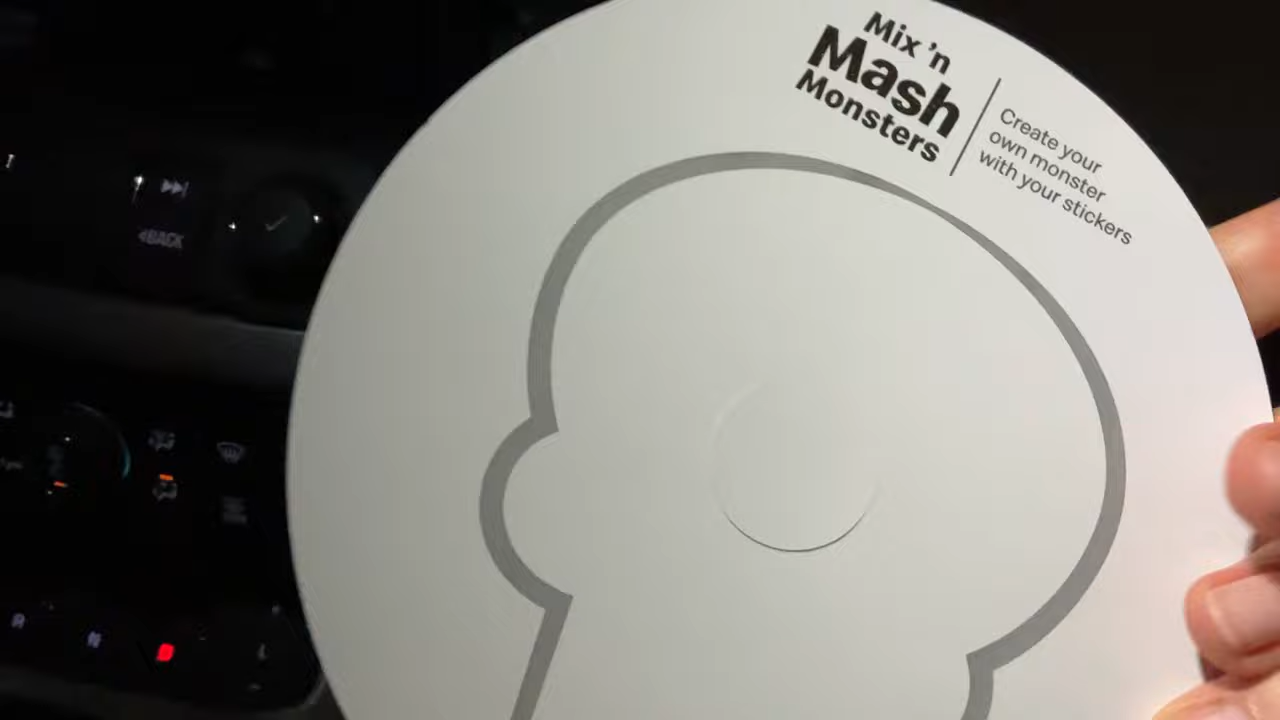 Mix 'n
Mash
Monsters
Create your
own monster
with your stickers
<BACK